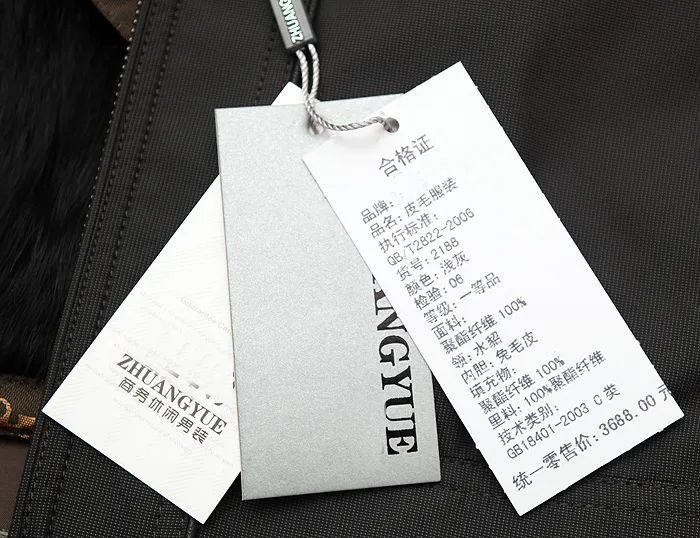 ZHUANG
合格证
品牌:
品名: 皮毛服装
执行标准:
QB/T2822-2006
货号: 2188
颜色: 浅灰
检验: 06
等级: 一等品
面料:
聚酯纤维 100%
领: 水貂
内胆: 兔毛皮
填充物:
聚酯纤维 100%
里料: 100%聚酯纤维
技术类别:
GB18401-2003 C 类
统一零售价: 3688.00 元
ANGYUE
ZHUANGYUE
商务休闲男装